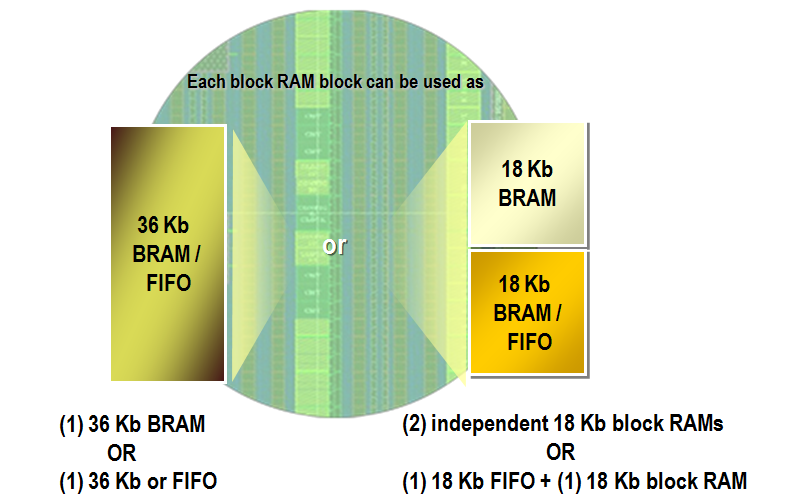 Each block RAM block can be used as
36 Kb
BRAM /
FIFO
or
18 Kb
BRAM
18 Kb
BRAM /
FIFO
(1) 36 Kb BRAM
OR
(1) 36 Kb or FIFO
(2) independent 18 Kb block RAMs
OR
(1) 18 Kb FIFO + (1) 18 Kb block RAM